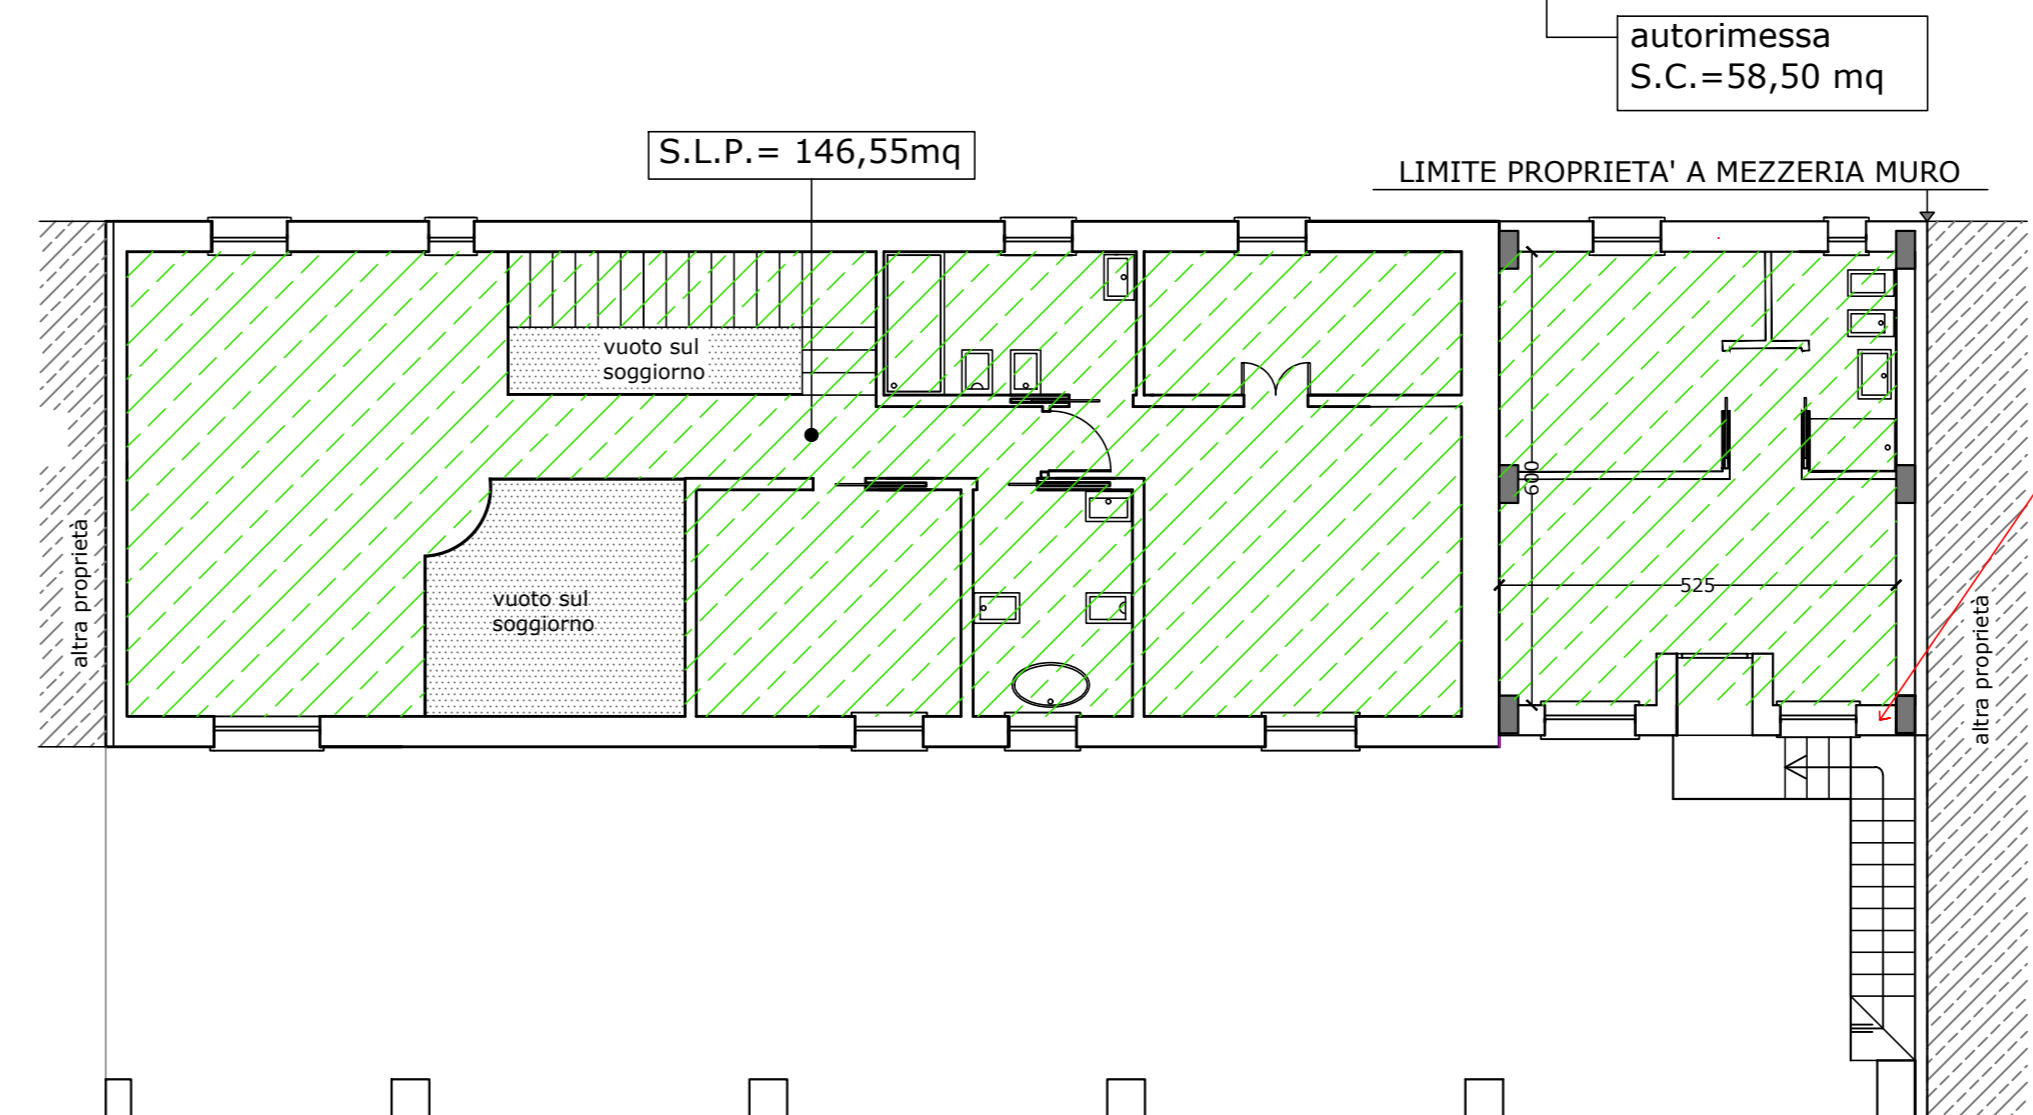 autorimessa
S.C.=58,50 mq
S.L.P.= 146,55mq
LIMITE PROPRIETA' A MEZZERIA MURO
vuoto sul
soggiorno
600
altra proprietà
525
vuoto sul
soggiorno
altra proprietà